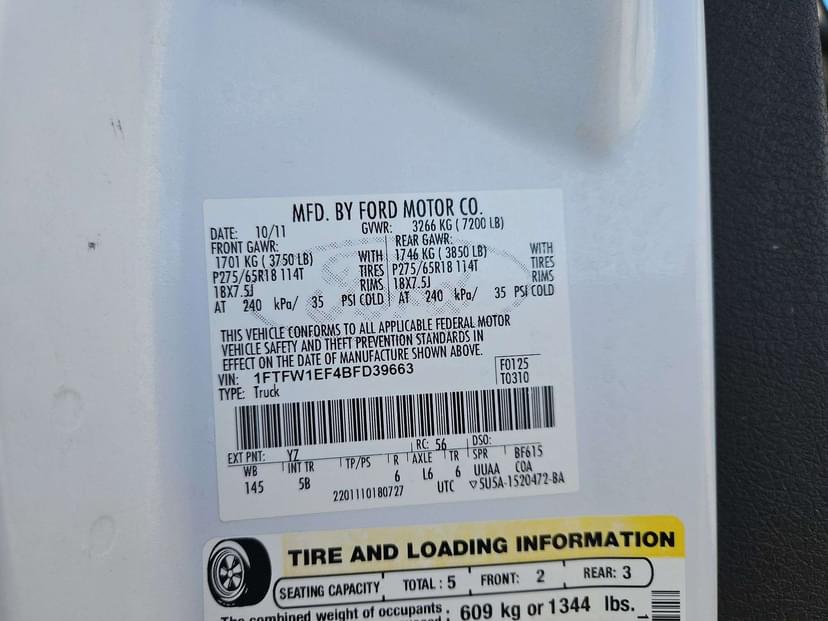 MFD. BY FORD MOTOR CO.
DATE: 10/11 GVWR: 3266 KG ( 7200 LB)
FRONT GAWR: REAR GAWR:
1701 KG ( 3750 LB) WITH 1746 KG ( 3850 LB) WITH
P275/65R18 114T TIRES P275/65R18 114T TIRES
18X7.5J RIMS 18X7.5J RIMS
AT 240 kPa/ 35 PSI COLD AT 240 kPa/ 35 PSI COLD
THIS VEHICLE CONFORMS TO ALL APPLICABLE FEDERAL MOTOR
VEHICLE SAFETY AND THEFT PREVENTION STANDARDS IN
EFFECT ON THE DATE OF MANUFACTURE SHOWN ABOVE.
VIN: 1FTFW1EF4BFD39663 F0125
TYPE: Truck T0310
EXT PNT: YZ RC: 56 DSO:
WB INT TR TP/PS R AXLE TR SPR BF615
145 5B 6 L6 6 UUAA COA
2201110180727 UTC ▽5U5A-1520472-BA
TIRE AND LOADING INFORMATION
SEATING CAPACITY TOTAL : 5 FRONT: 2 REAR: 3
The combined weight of occupants 609 kg or 1344 lbs.